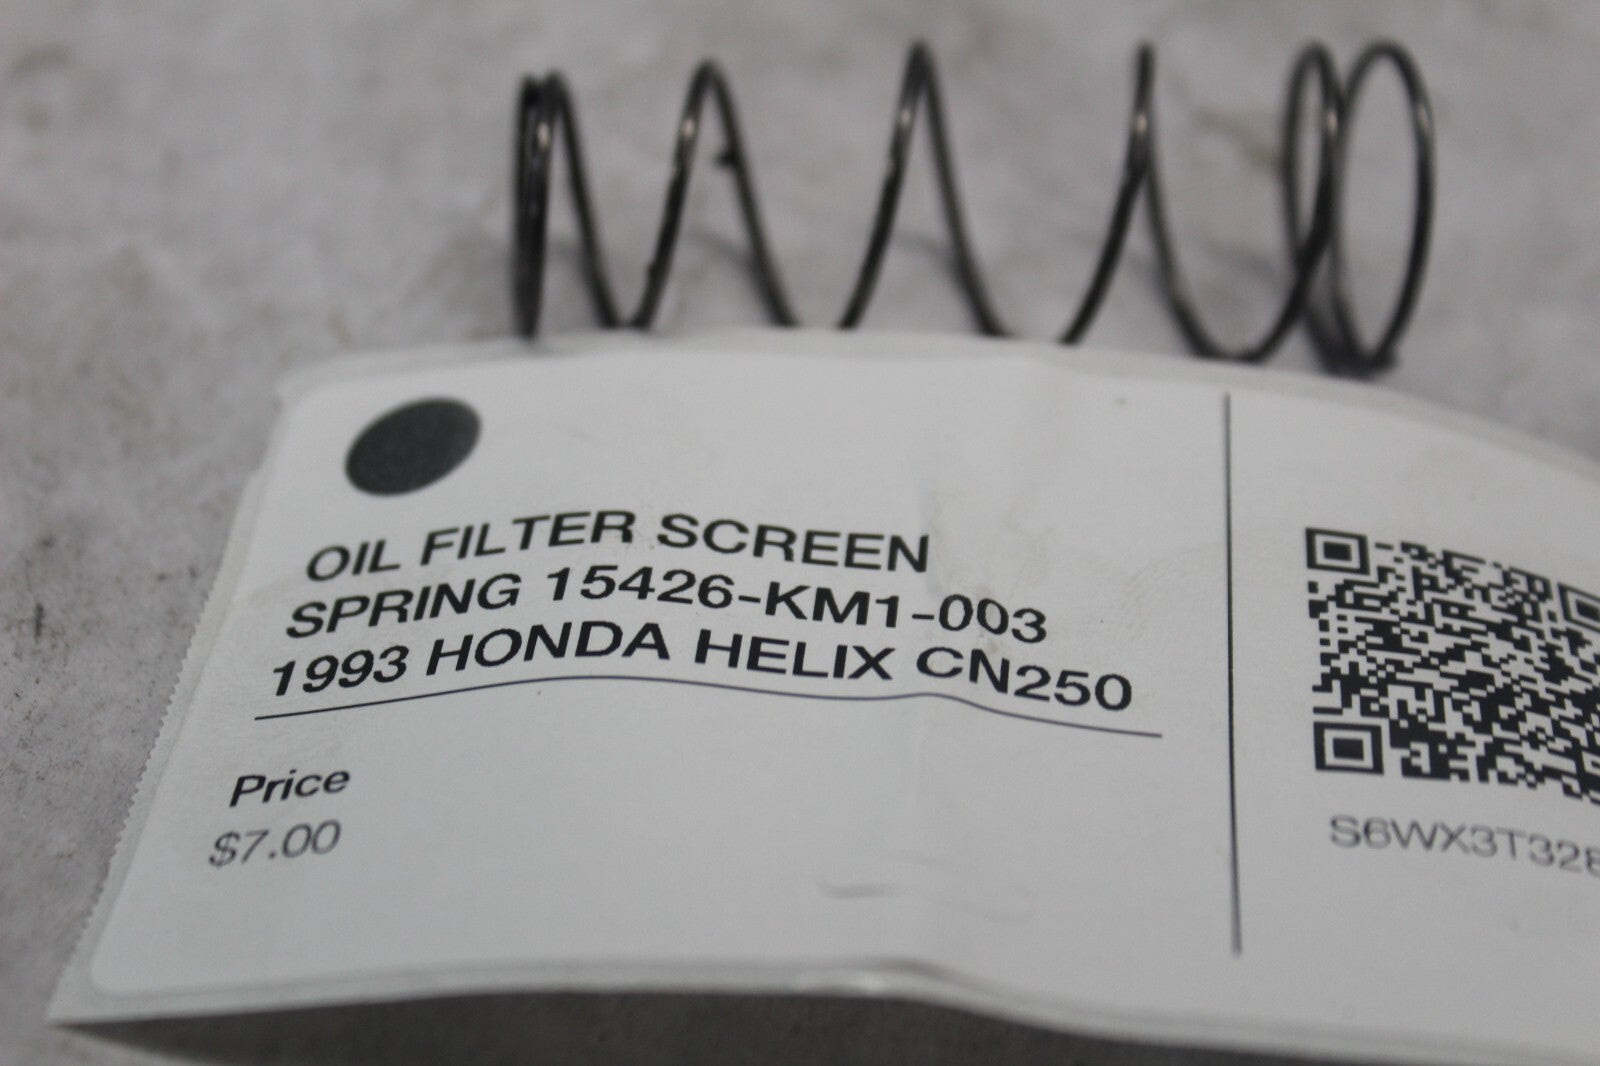 OIL FILTER SCREEN
SPRING 15426-KM1-003
1993 HONDA HELIX CN250
Price
$7.00
S6WX3T328